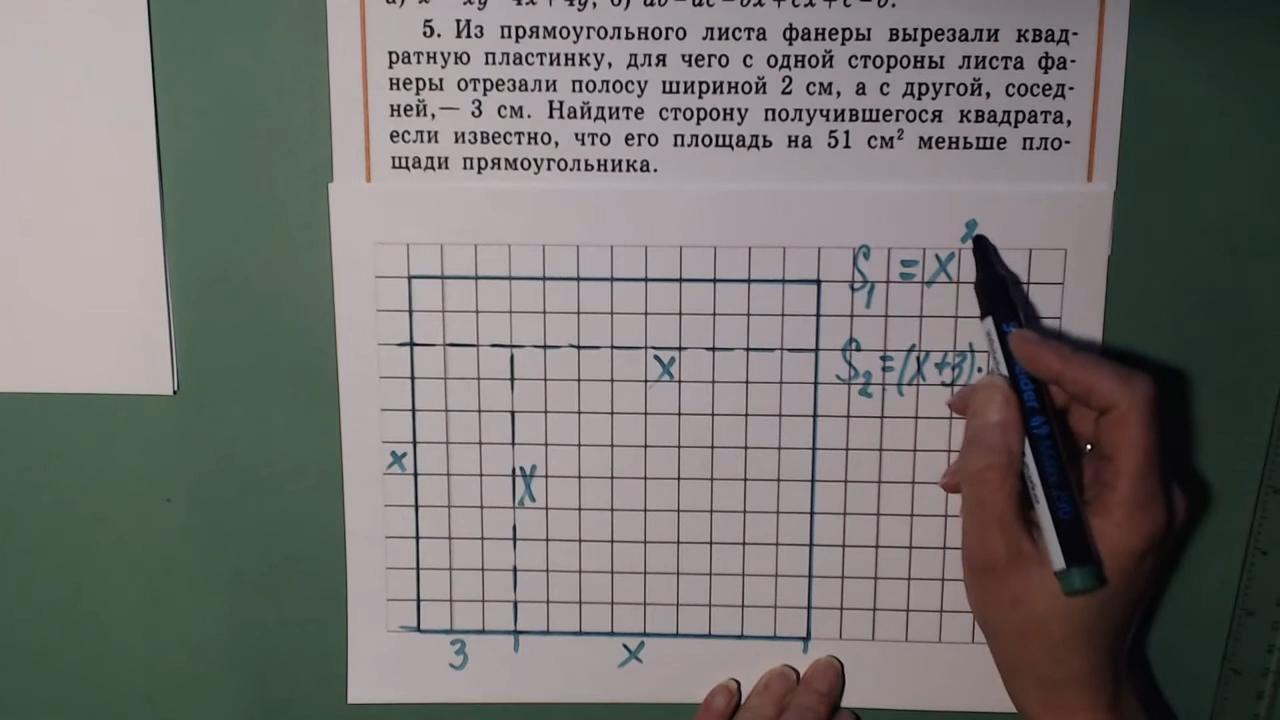 5. Из прямоугольного листа фанеры вырезали квад-
ратную пластинку, для чего с одной стороны листа фа-
неры отрезали полосу шириной 2 см, а с другой, сосед-
ней,— 3 см. Найдите сторону получившегося квадрата,
если известно, что его площадь на 51 см² меньше пло-
щади прямоугольника.
S₁ = x²
S₂ = (x+3)·
x
x
x
3
x